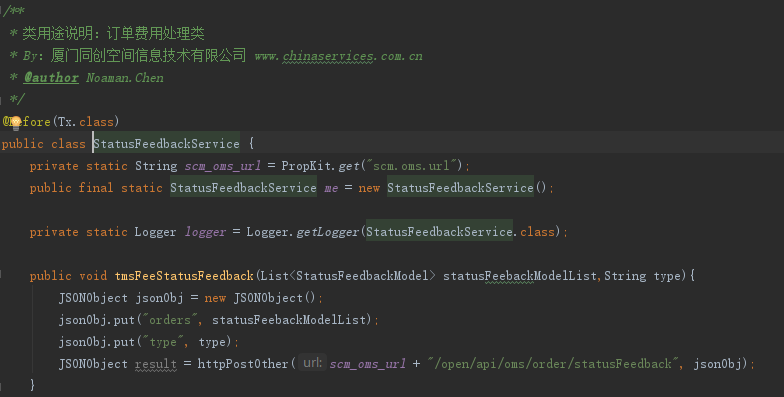 /**
 * 类用途说明：订单费用处理类
 * By：厦门同创空间信息技术有限公司 www.chinaservices.com.cn
 * @author Noaman.Chen
 */
@Before(Tx.class)
public class StatusFeedbackService {
    private static String scm_oms_url = PropKit.get("scm.oms.url");
    public final static StatusFeedbackService me = new StatusFeedbackService();
    private static Logger logger = Logger.getLogger(StatusFeedbackService.class);
    public void tmsFeeStatusFeedback(List<StatusFeedbackModel> statusFeebackModelList,String type){
        JSONObject jsonObj = new JSONObject();
        jsonObj.put("orders", statusFeebackModelList);
        jsonObj.put("type", type);
        JSONObject result = httpPostOther( url: scm_oms_url + "/open/api/oms/order/statusFeedback", jsonObj);
    }